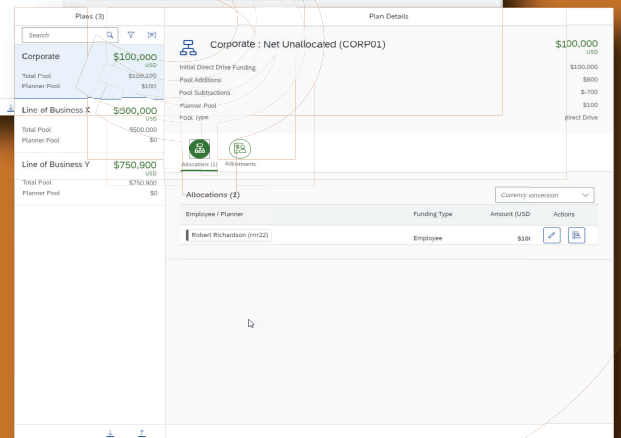 Plans (3)
Plan Details
Search
Corporate
$100,000
USD
Total Pool
$100,100
Planner Pool
$100
Line of Business X
$500,000
USD
Total Pool
$500,000
Planner Pool
$0
Line of Business Y
$750,900
USD
Total Pool
$750,900
Planner Pool
$0
Corporate : Net Unallocated (CORP01)
$100,000
USD
Initial Direct Drive Funding
$100,000
Pool Additions
$800
Pool Subtractions
$-700
Planner Pool
$100
Pool Type
Direct Drive
Allocations (1)
Adjustments
Allocations (1)
Currency conversion
Employee / Planner
Funding Type
Amount (USD
Actions
Robert Richardson (rrrr22)
Employee